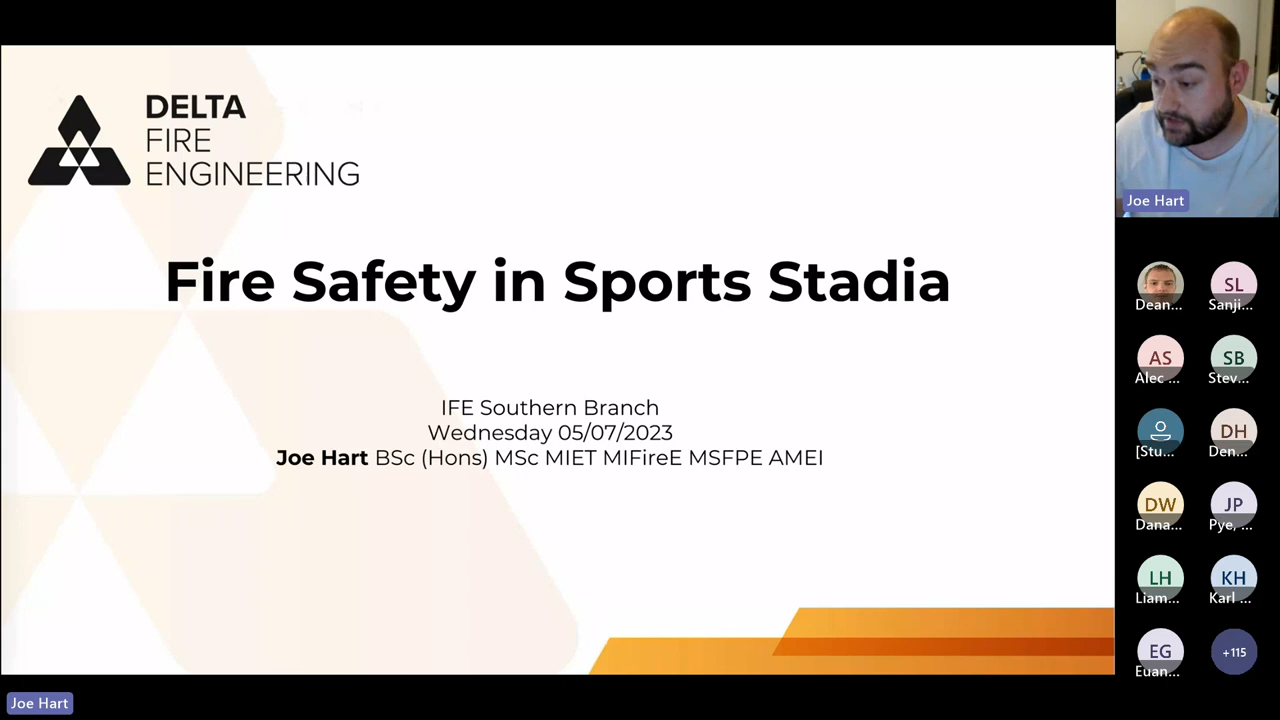 DELTA
FIRE
ENGINEERING
Fire Safety in Sports Stadia
IFE Southern Branch
Wednesday 05/07/2023
Joe Hart BSc (Hons) MSc MIET MIFireE MSFPE AMEI
Joe Hart
Joe Hart
Dean...
SL
Sanji...
AS
Alec ...
SB
Stev...
[Stu...
DH
Den...
DW
Dana...
JP
Pye, ...
LH
Liam...
KH
Karl ...
EG
Euan...
+115